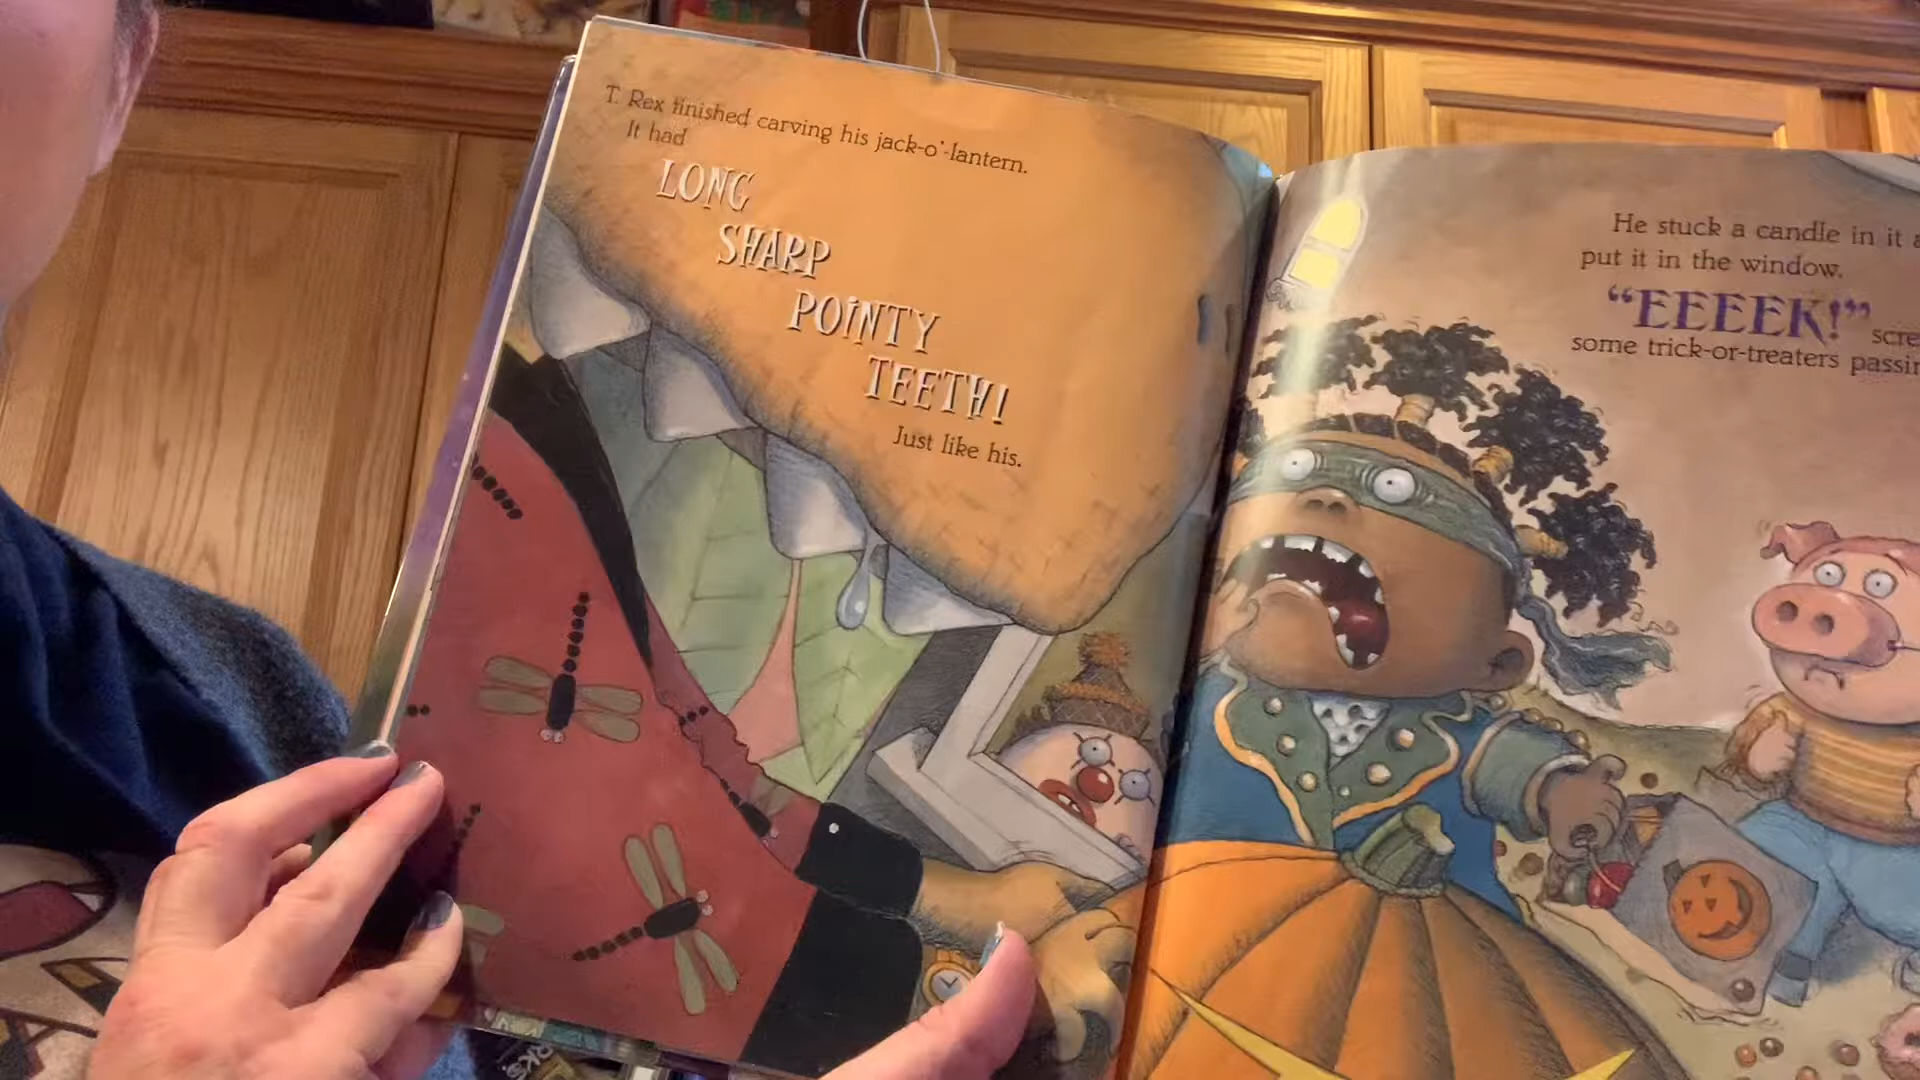 T. Rex finished carving his jack-o'-lantern.
It had
LONG
SHARP
POINTY
TEETH!
Just like his.
He stuck a candle in it
put it in the window.
“EEEEK!”
some trick-or-treaters